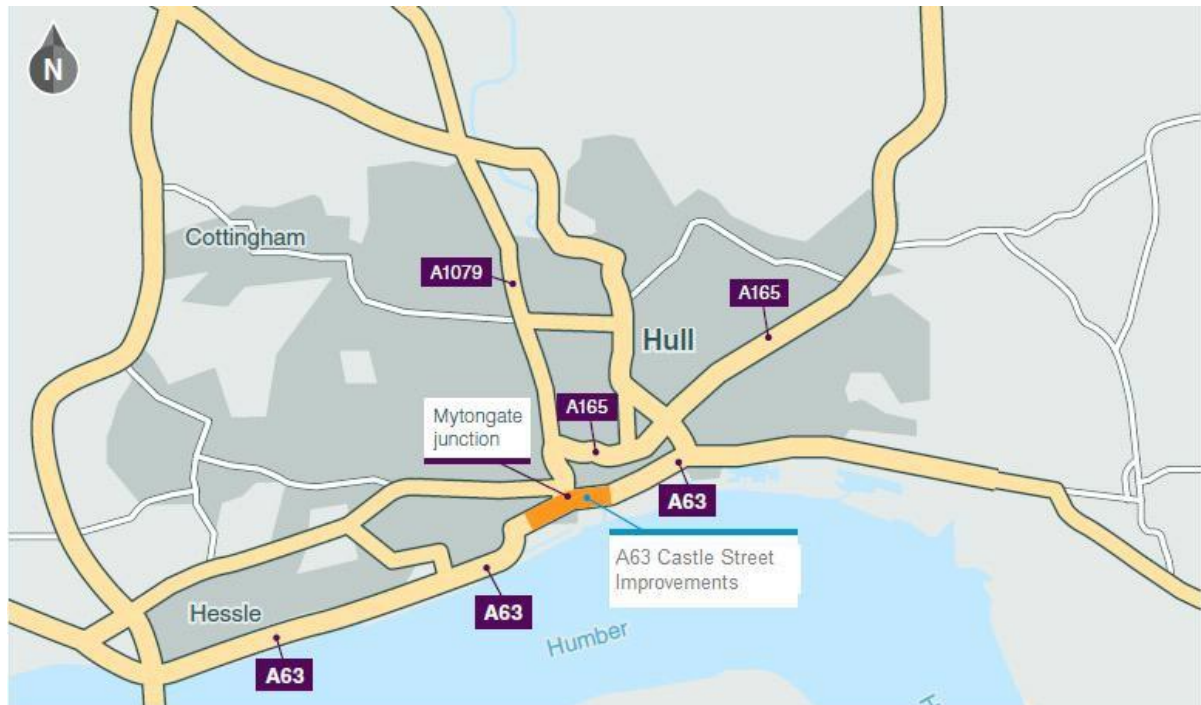 N
Cottingham
A1079
A165
Hull
Mytongate
junction
A165
A63
A63 Castle Street
Improvements
A63
Hessle
Humber
A63